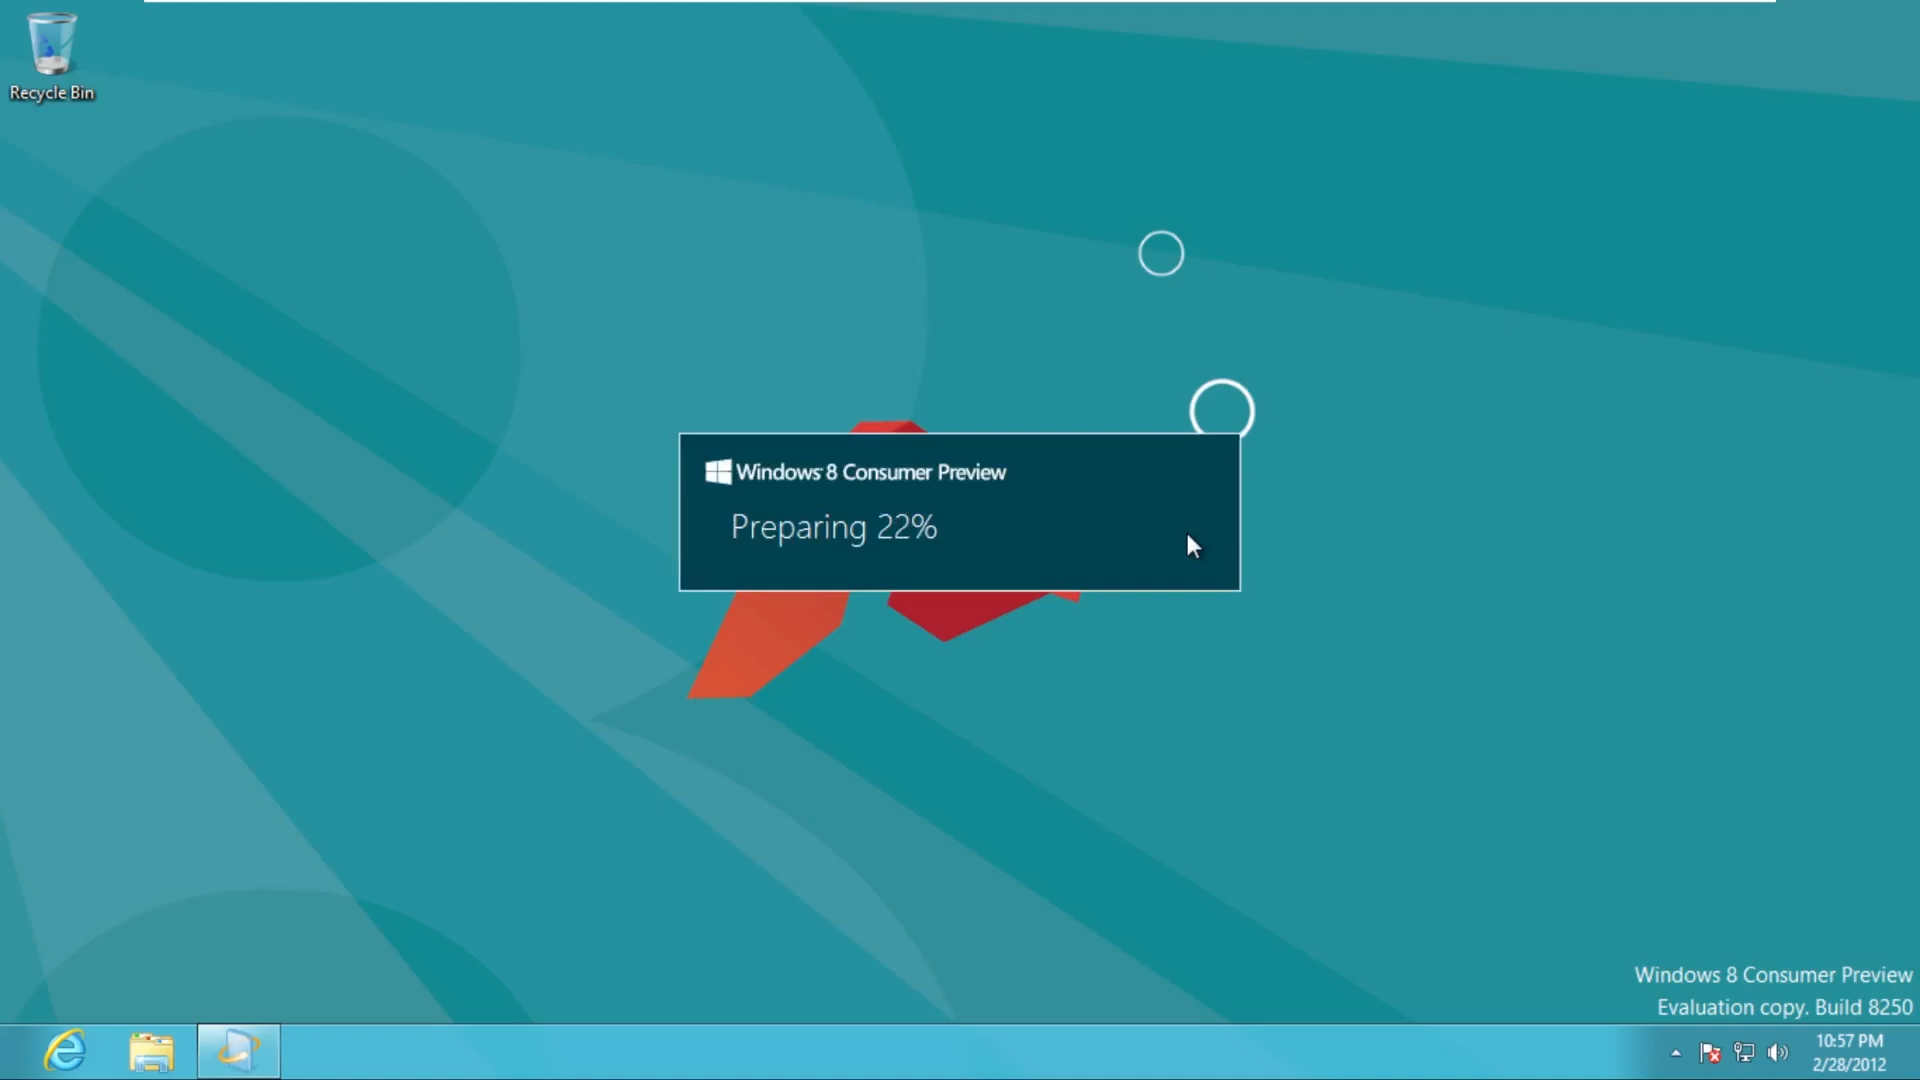 Recycle Bin
Windows 8 Consumer Preview
Preparing 22%
Windows 8 Consumer Preview
Evaluation copy. Build 8250
10:57 PM
2/28/2012